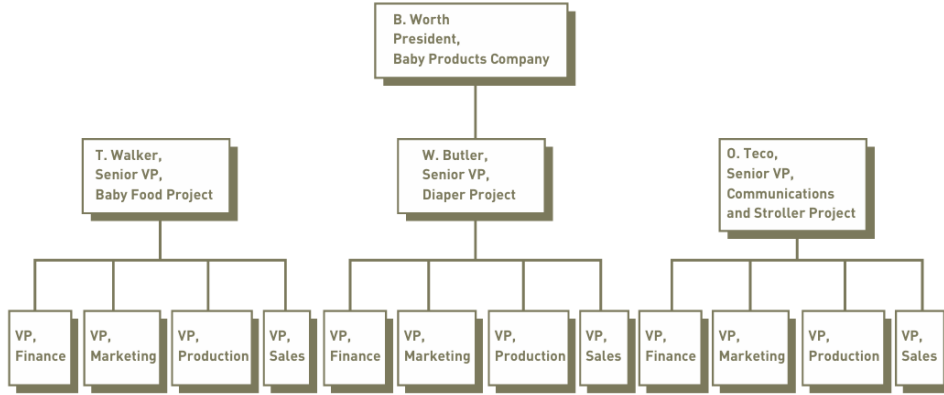 B. Worth
President,
Baby Products Company
T. Walker,
Senior VP,
Baby Food Project
W. Butler,
Senior VP,
Diaper Project
O. Teco,
Senior VP,
Communications
and Stroller Project
VP,
Finance
VP,
Marketing
VP,
Production
VP,
Sales
VP,
Finance
VP,
Marketing
VP,
Production
VP,
Sales
VP,
Finance
VP,
Marketing
VP,
Production
VP,
Sales